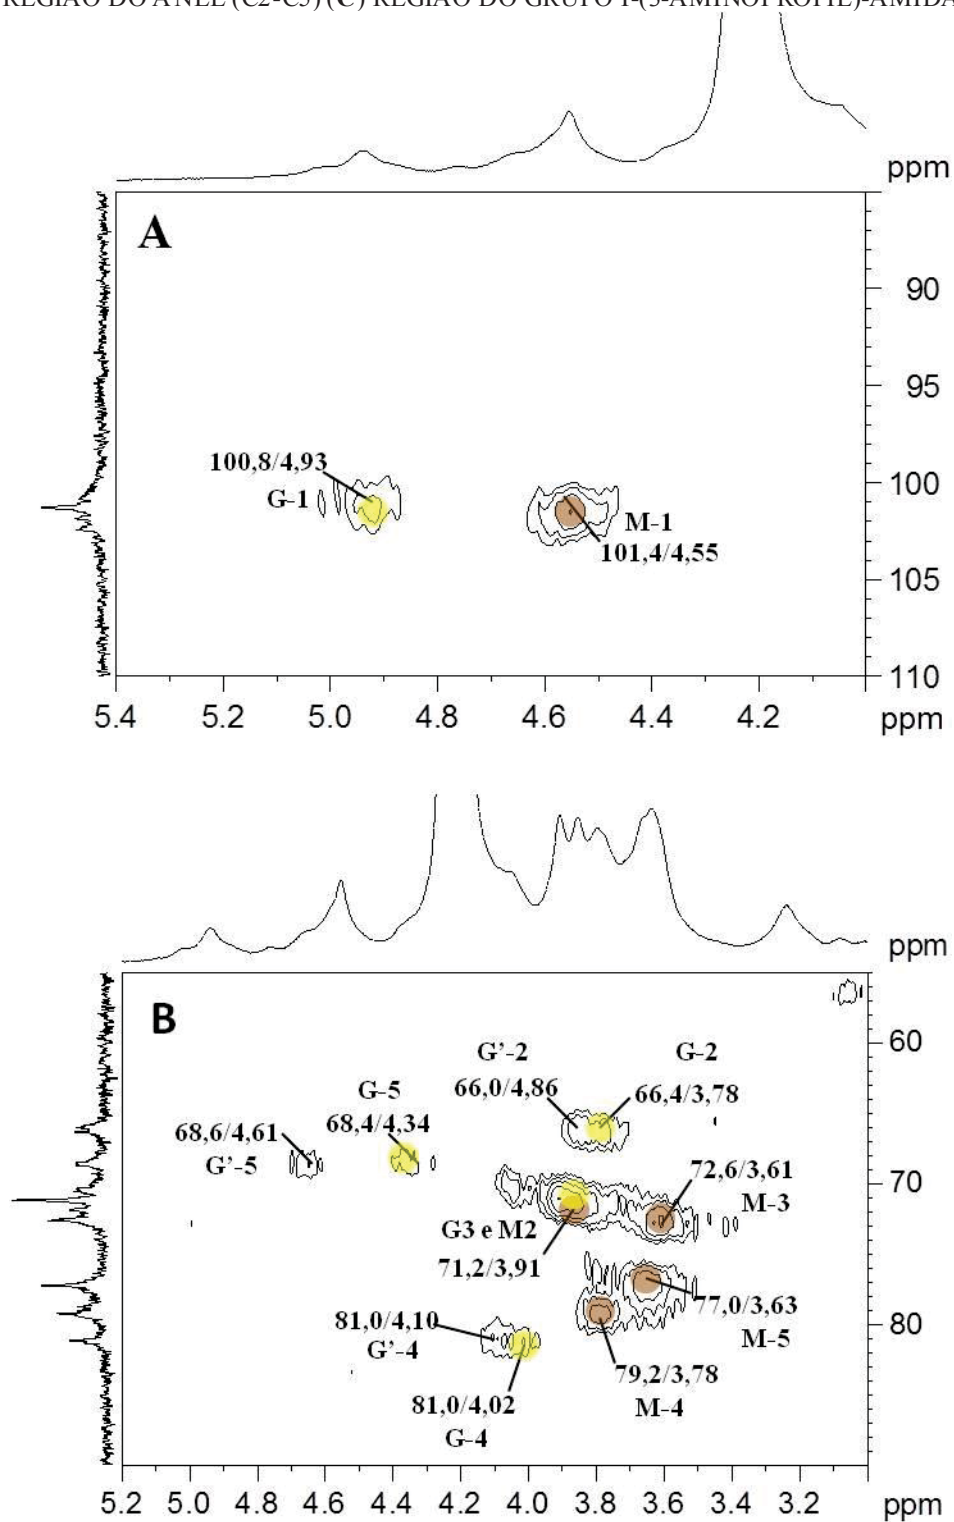 REGIÃO DO ANEL (C2-C5) (C) REGIÃO DO GRUPO
ppm
A
90
95
100,8/4,93
100
G-1
M-1
101,4/4,55
105
110
5.4 5.2 5.0 4.8 4.6 4.4 4.2 ppm
ppm
B
60
G'-2 G-2
G-5 66,0/4,86 66,4/3,78
68,6/4,61 68,4/4,34
G'-5 72,6/3,61
70
M-3
G3 e M2
71,2/3,91
77,0/3,63
81,0/4,10 80
G'-4 M-5
79,2/3,78
81,0/4,02 M-4
G-4
5.2 5.0 4.8 4.6 4.4 4.2 4.0 3.8 3.6 3.4 3.2 ppm